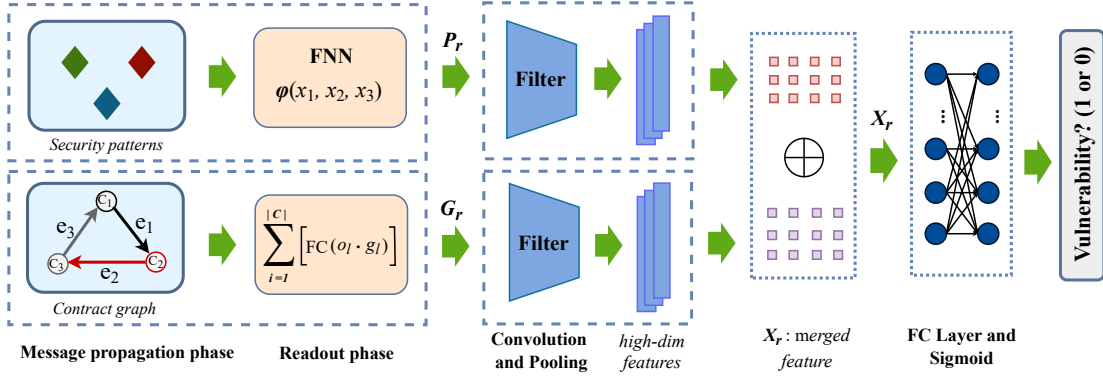 FNN
φ(x1, x2, x3)
Security patterns
Pr
Filter
C1
e3
e1
C3
C2
e2
Contract graph
|C|
∑ [FC(ol · gl)]
i=1
Gr
Filter
Xr
...
...
Vulnerability? (1 or 0)
Message propagation phase
Readout phase
Convolution
and Pooling
high-dim
features
Xr : merged
feature
FC Layer and
Sigmoid